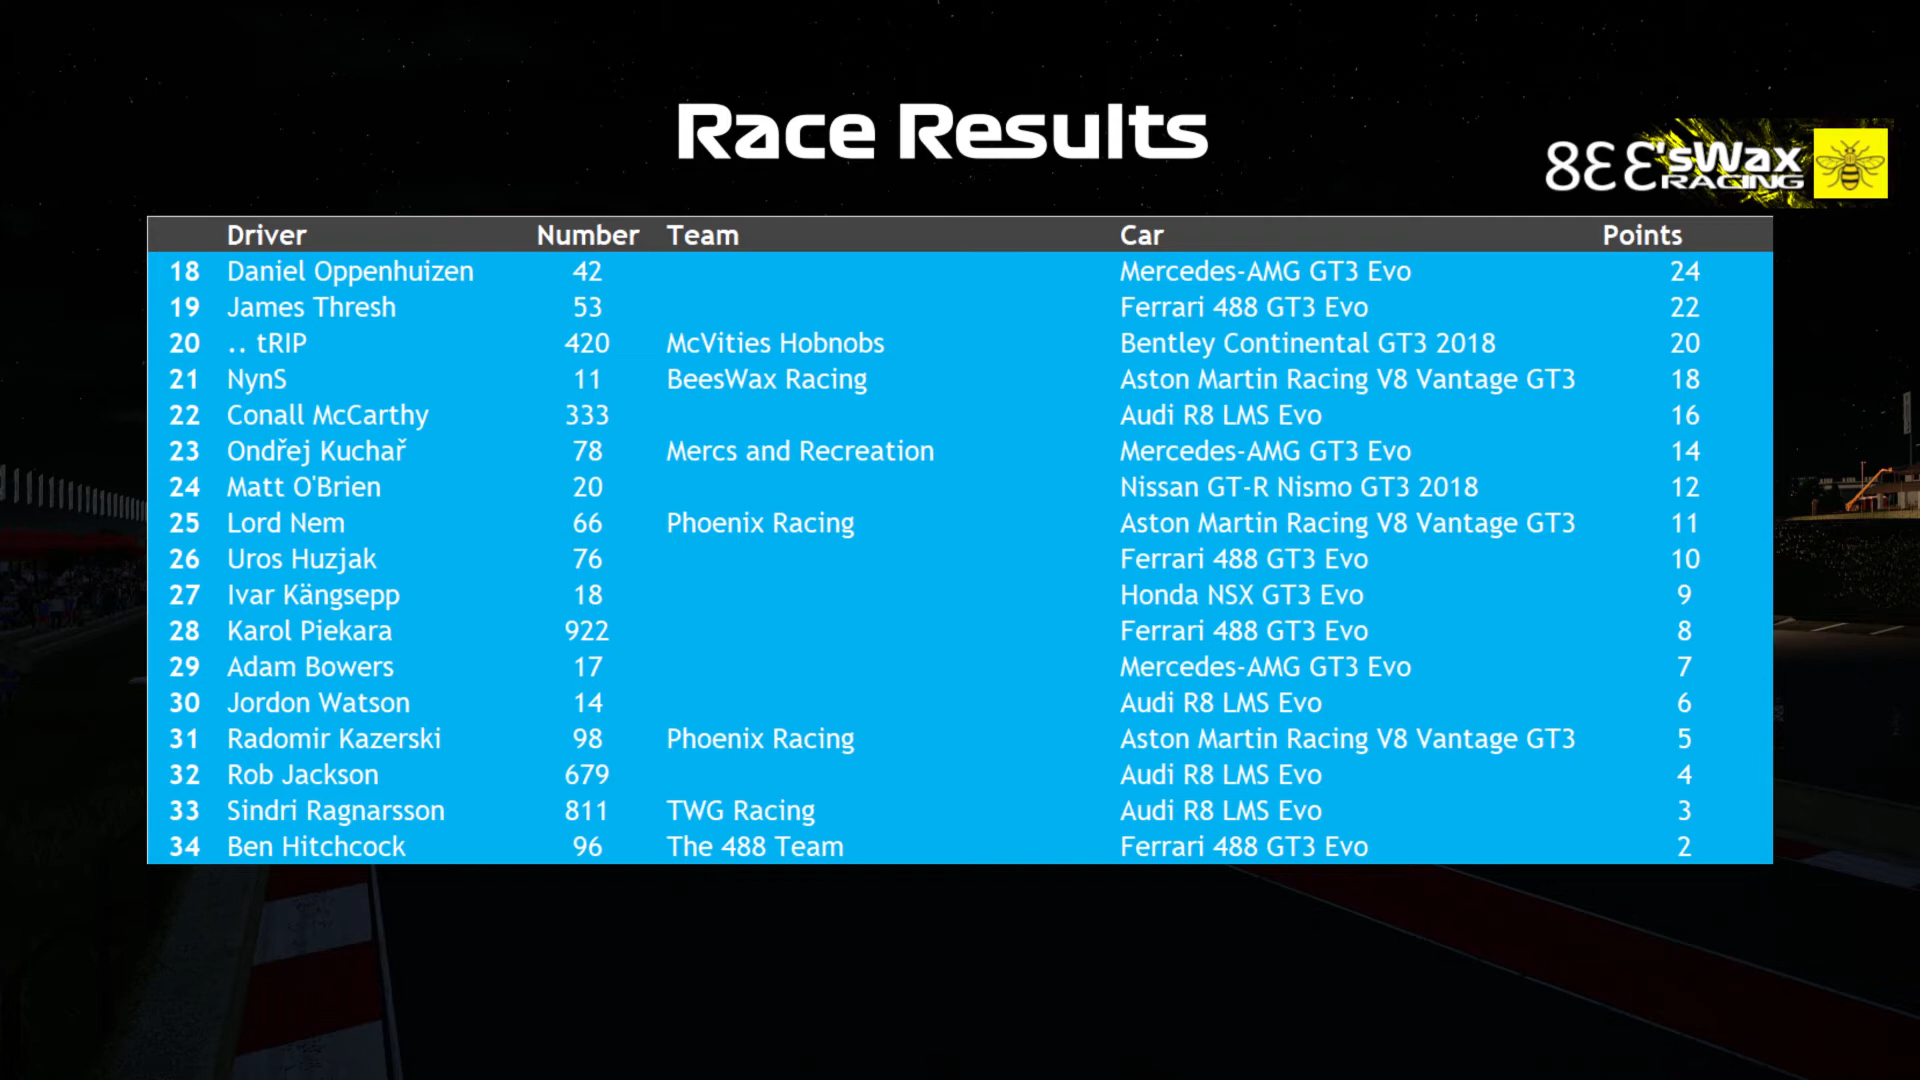 Race Results
8EE'sWax
RACING
Driver Number Team Car Points
18 Daniel Oppenhuizen 42 Mercedes-AMG GT3 Evo 24
19 James Thresh 53 Ferrari 488 GT3 Evo 22
20 .. tRIP 420 McVities Hobnobs Bentley Continental GT3 2018 20
21 NynS 11 BeesWax Racing Aston Martin Racing V8 Vantage GT3 18
22 Conall McCarthy 333 Audi R8 LMS Evo 16
23 Ondřej Kuchař 78 Mercs and Recreation Mercedes-AMG GT3 Evo 14
24 Matt O'Brien 20 Nissan GT-R Nismo GT3 2018 12
25 Lord Nem 66 Phoenix Racing Aston Martin Racing V8 Vantage GT3 11
26 Uros Huzjak 76 Ferrari 488 GT3 Evo 10
27 Ivar Kängsepp 18 Honda NSX GT3 Evo 9
28 Karol Piekara 922 Ferrari 488 GT3 Evo 8
29 Adam Bowers 17 Mercedes-AMG GT3 Evo 7
30 Jordon Watson 14 Audi R8 LMS Evo 6
31 Radomir Kazerski 98 Phoenix Racing Aston Martin Racing V8 Vantage GT3 5
32 Rob Jackson 679 Audi R8 LMS Evo 4
33 Sindri Ragnarsson 811 TWG Racing Audi R8 LMS Evo 3
34 Ben Hitchcock 96 The 488 Team Ferrari 488 GT3 Evo 2